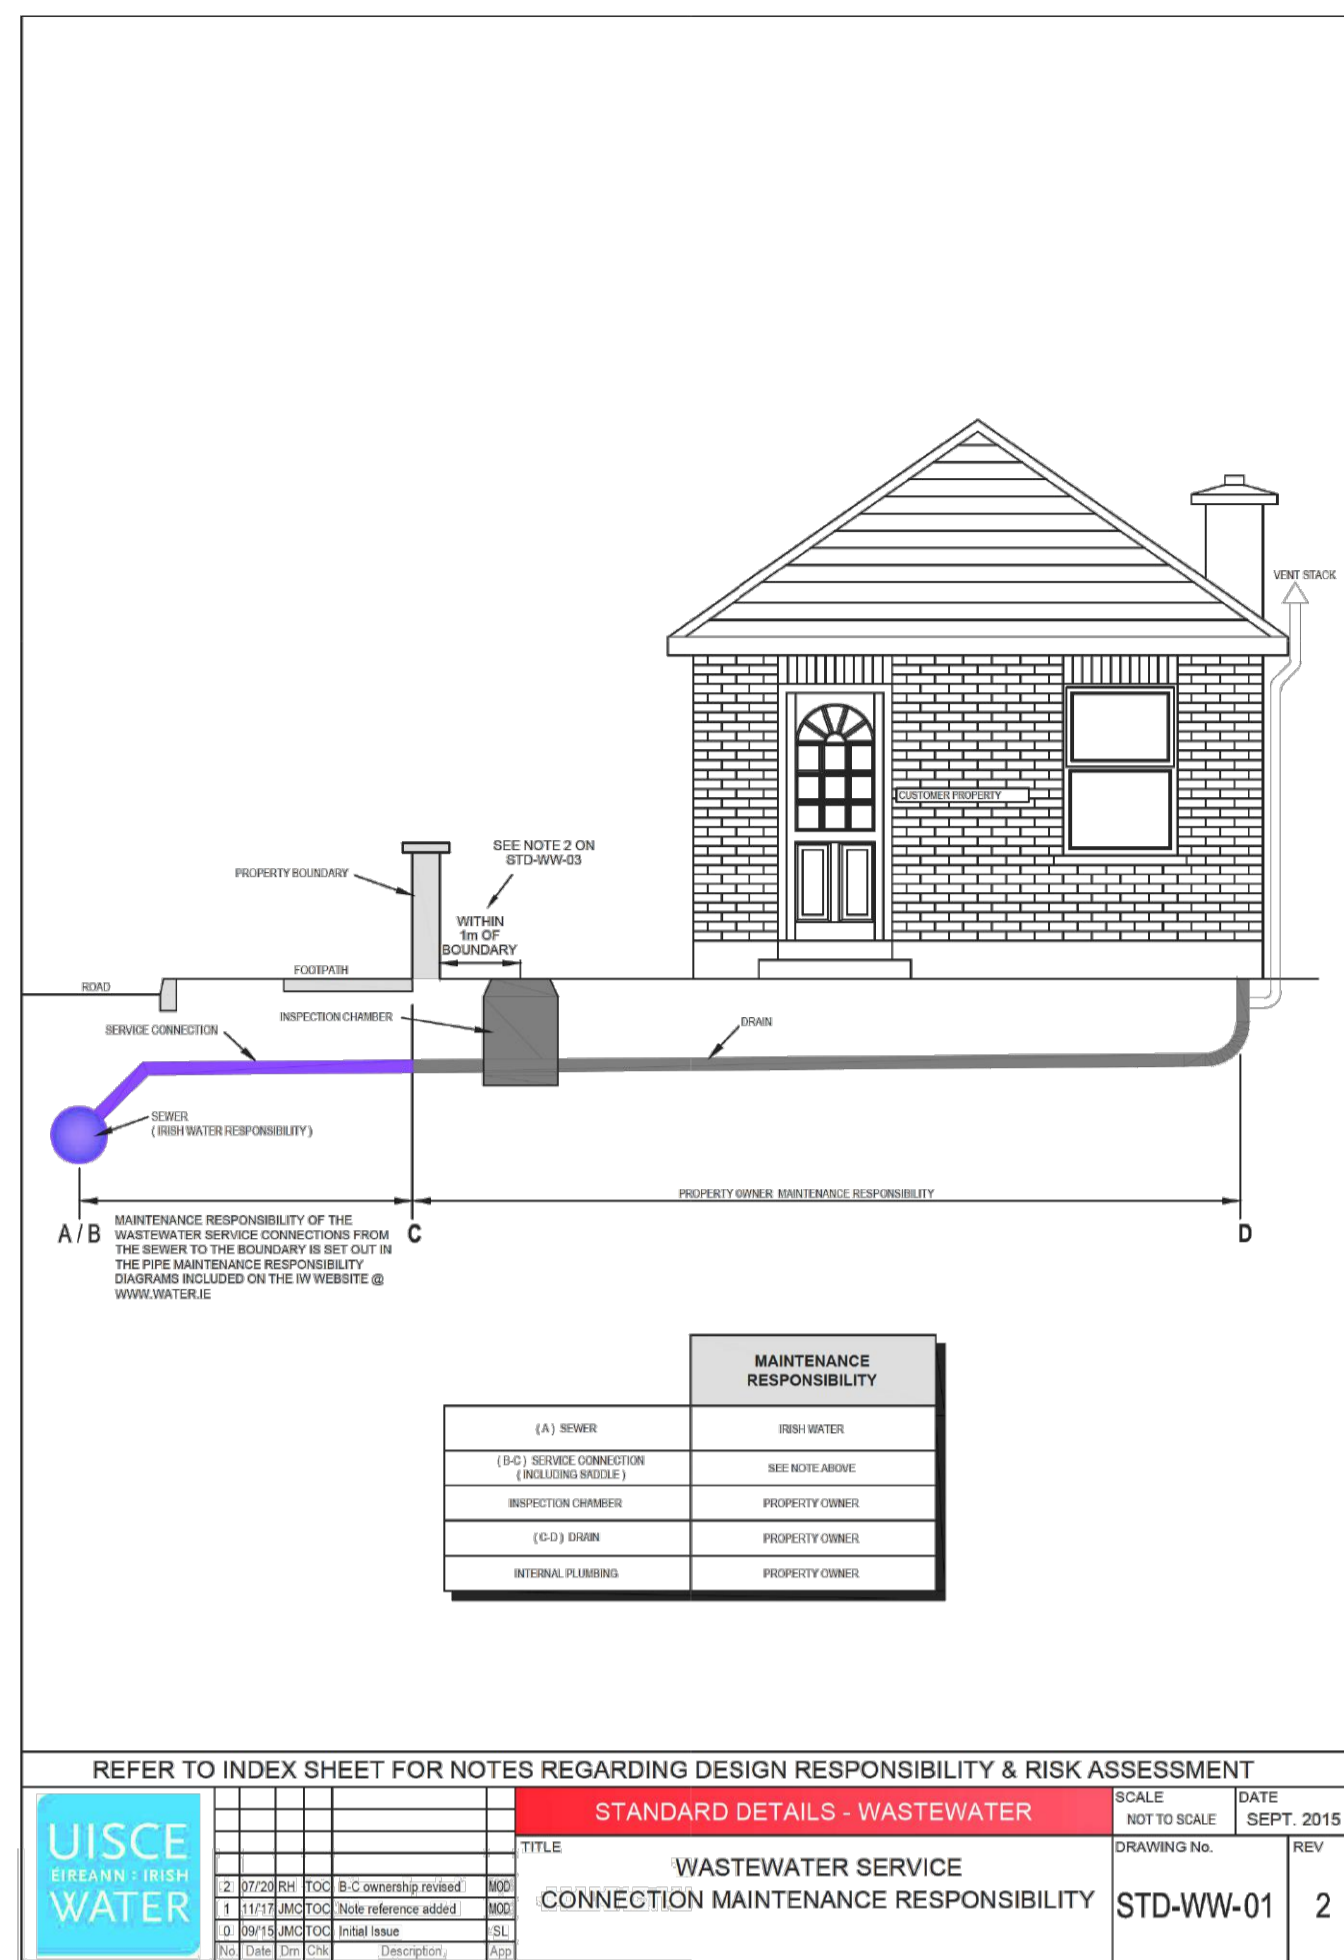 VENT STACK
CUSTOMER PROPERTY
SEE NOTE 2 ON
STD-WW-03
PROPERTY BOUNDARY
WITHIN
1m OF
BOUNDARY
FOOTPATH
ROAD
INSPECTION CHAMBER
SERVICE CONNECTION
DRAIN
SEWER
( IRISH WATER RESPONSIBILITY )
PROPERTY OWNER MAINTENANCE RESPONSIBILITY
A / B
C
D
MAINTENANCE RESPONSIBILITY OF THE
WASTEWATER SERVICE CONNECTIONS FROM
THE SEWER TO THE BOUNDARY IS SET OUT IN
THE PIPE MAINTENANCE RESPONSIBILITY
DIAGRAMS INCLUDED ON THE IW WEBSITE @
WWW.WATER.IE
MAINTENANCE
RESPONSIBILITY
( A ) SEWER IRISH WATER
( B-C ) SERVICE CONNECTION
( INCLUDING SADDLE ) SEE NOTE ABOVE
INSPECTION CHAMBER PROPERTY OWNER
( C-D ) DRAIN PROPERTY OWNER
INTERNAL PLUMBING PROPERTY OWNER
REFER TO INDEX SHEET FOR NOTES REGARDING DESIGN RESPONSIBILITY & RISK ASSESSMENT
UISCE
ÉIREANN : IRISH
WATER
2 07/20 RH TOC B-C ownership revised MOD
1 11/17 JMC TOC Note reference added MOD
0 09/15 JMC TOC Initial Issue SL
No. Date Drn Chk Description App
STANDARD DETAILS - WASTEWATER
TITLE
WASTEWATER SERVICE
CONNECTION MAINTENANCE RESPONSIBILITY
SCALE
NOT TO SCALE
DATE
SEPT. 2015
DRAWING No.
STD-WW-01
REV
2